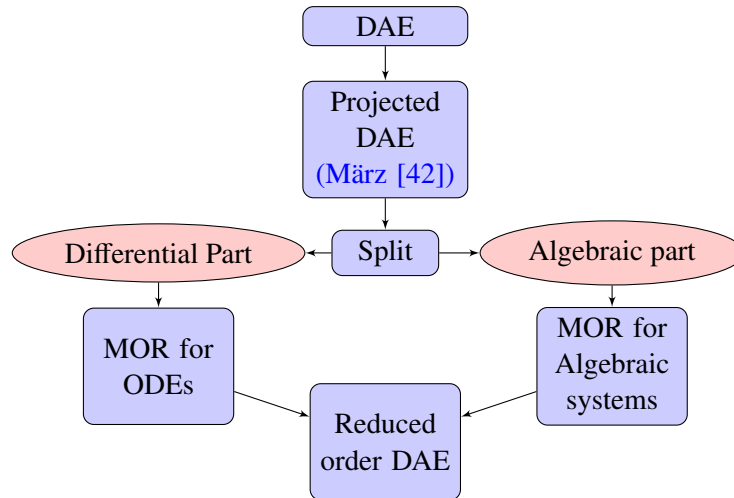 DAE
Projected
DAE
(März [42])
Differential Part
Split
Algebraic part
MOR for
ODEs
MOR for
Algebraic
systems
Reduced
order DAE